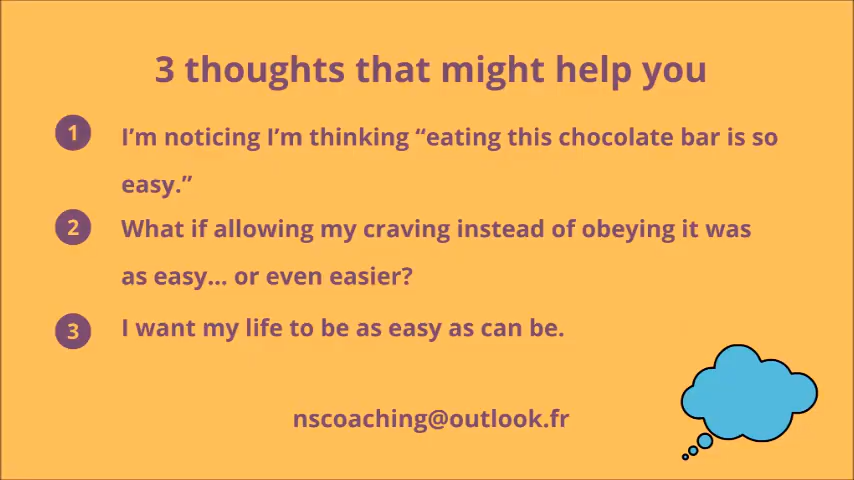 3 thoughts that might help you
1 I’m noticing I’m thinking “eating this chocolate bar is so
easy.”
2 What if allowing my craving instead of obeying it was
as easy... or even easier?
3 I want my life to be as easy as can be.
nscoaching@outlook.fr